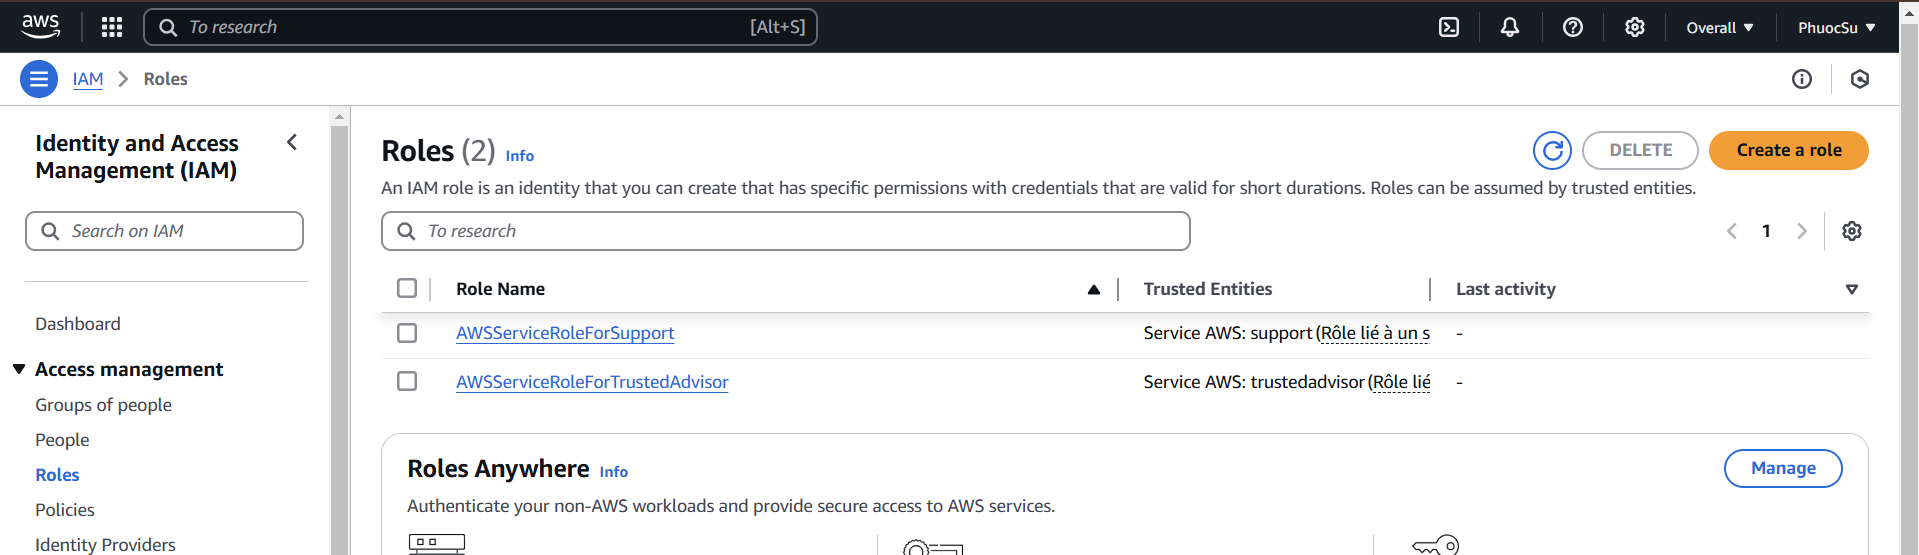 aws
To research [Alt+S]
Overall
PhuocSu
IAM
Roles
Identity and Access
Management (IAM)
Search on IAM
Dashboard
Access management
Groups of people
People
Roles
Policies
Identity Providers
Roles (2) Info
DELETE
Create a role
An IAM role is an identity that you can create that has specific permissions with credentials that are valid for short durations. Roles can be assumed by trusted entities.
To research
1
Role Name Trusted Entities Last activity
AWSServiceRoleForSupport Service AWS: support (Rôle lié à un s -
AWSServiceRoleForTrustedAdvisor Service AWS: trustedadvisor (Rôle lié -
Roles Anywhere Info
Manage
Authenticate your non-AWS workloads and provide secure access to AWS services.